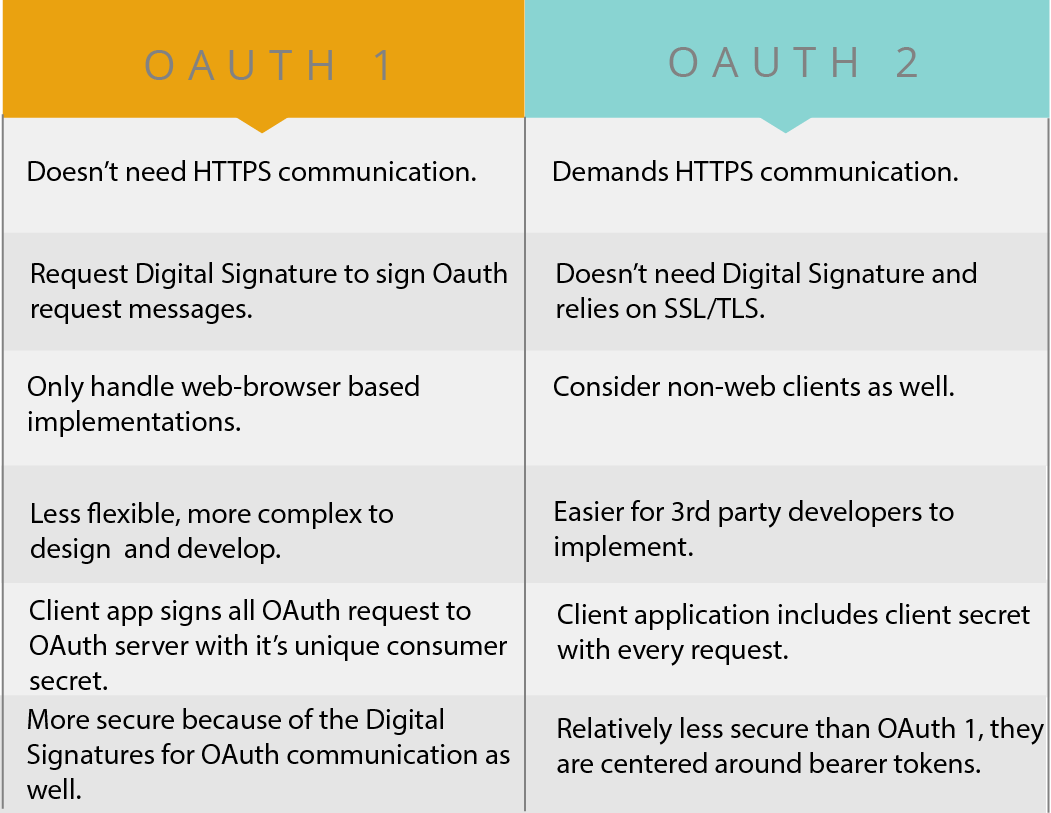 OAUTH 1
OAUTH 2
Doesn’t need HTTPS communication.
Demands HTTPS communication.
Request Digital Signature to sign Oauth
request messages.
Doesn’t need Digital Signature and
relies on SSL/TLS.
Only handle web-browser based
implementations.
Consider non-web clients as well.
Less flexible, more complex to
design  and develop.
Easier for 3rd party developers to
implement.
Client app signs all OAuth request to
OAuth server with it’s unique consumer
secret.
Client application includes client secret
with every request.
More secure because of the Digital
Signatures for OAuth communication as
well.
Relatively less secure than OAuth 1, they
are centered around bearer tokens.